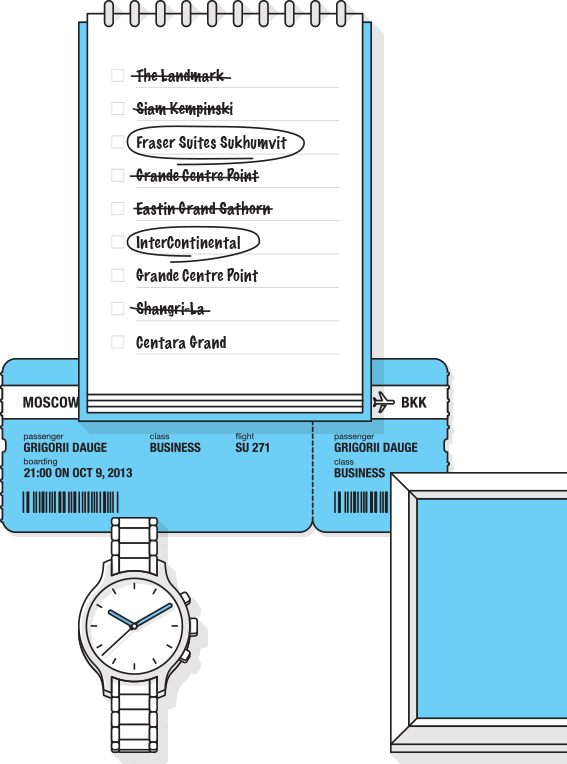 The Landmark
Siam Kempinski
Fraser Suites Sukhumvit
Grande Centre Point
Eastin Grand Sathorn
InterContinental
Grande Centre Point
Shangri-La
Centara Grand
MOSCOW BKK
passenger class flight passenger
GRIGORII DAUGE BUSINESS SU 271 GRIGORII DAUGE
boarding class
21:00 ON OCT 9, 2013 BUSINESS